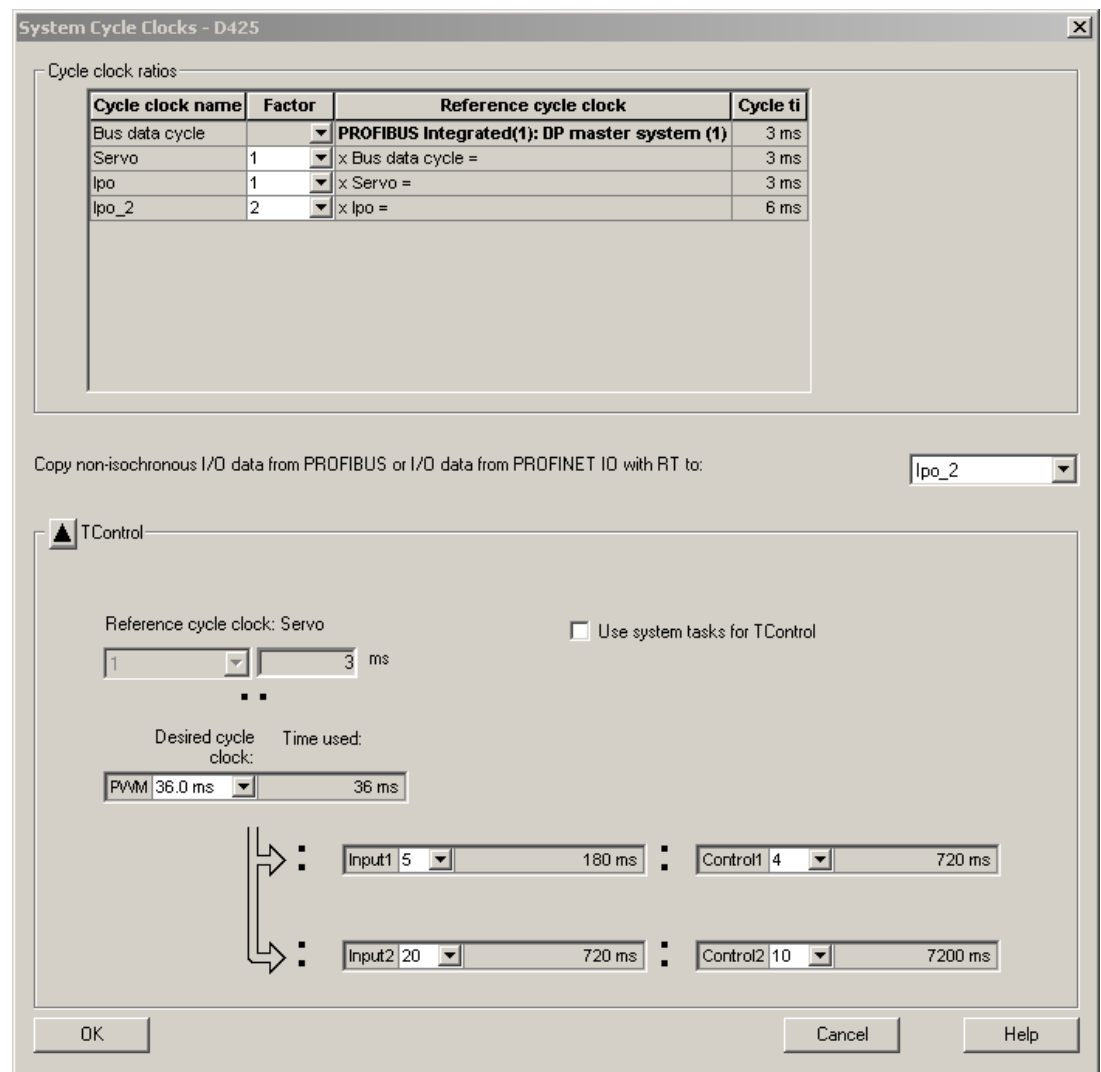 System Cycle Clocks - D425
Cycle clock ratios
Cycle clock name Factor Reference cycle clock Cycle ti
Bus data cycle PROFIBUS Integrated(1): DP master system (1) 3 ms
Servo 1 x Bus data cycle = 3 ms
Ipo 1 x Servo = 3 ms
Ipo_2 2 x Ipo = 6 ms
Copy non-isochronous I/O data from PROFIBUS or I/O data from PROFINET IO with RT to: Ipo_2
TControl
Reference cycle clock: Servo
Use system tasks for TControl
1 3 ms
Desired cycle clock: Time used:
PWM 36.0 ms 36 ms
Input1 5 180 ms : Control1 4 720 ms
Input2 20 720 ms : Control2 10 7200 ms
OK Cancel Help